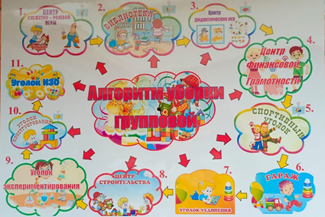 1.
ЦЕНТР
СЮЖЕТНО - РОЛЕВОЙ
ИГРЫ
2.
БИБЛИОТЕКА
3.
Центр
дидактических игр
4.
Центр
Финансовой
Грамотности
5.
СПОРТИВНЫЙ
УГОЛОК
6.
ГАРАЖ
7.
УГОЛОК УЕДИНЕНИЯ
8.
ЦЕНТР
СТРОИТЕЛЬСТВА
9.
Уголок
экспериментирования
10.
УГОЛОК
11.
Уголок ИЗО
Алгоритм уборки
групповой